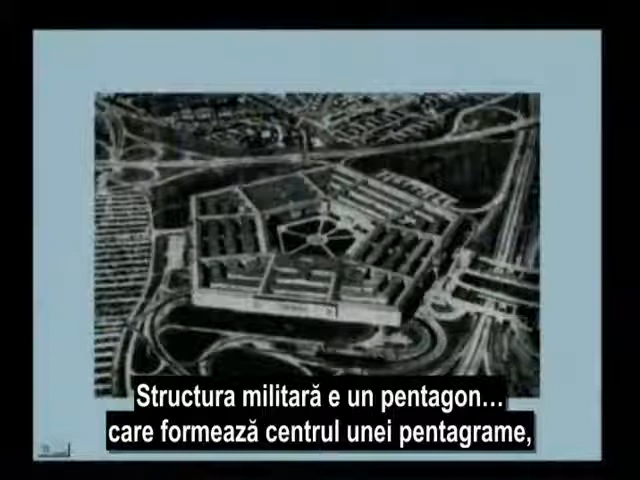 Structura militară e un pentagon...
care formează centrul unei pentagrame,